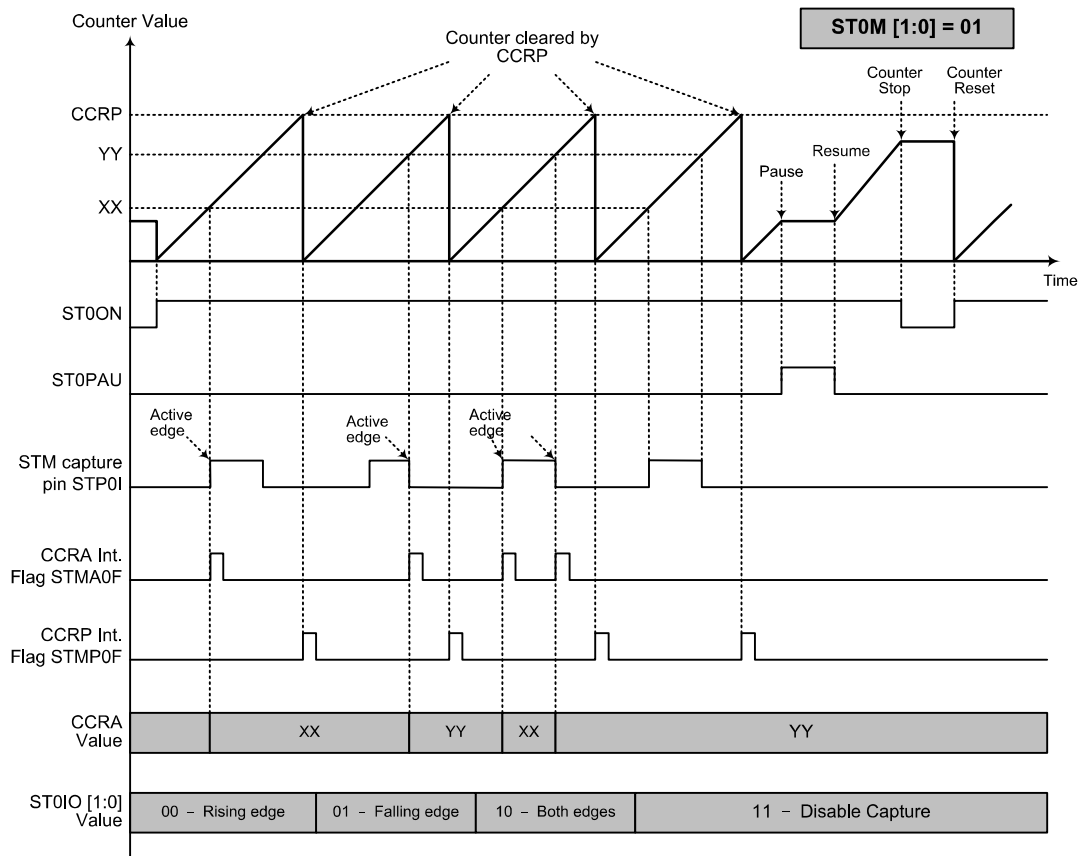 Counter Value
ST0M [1:0] = 01
Counter cleared by
CCRP
Counter
Stop
Counter
Reset
CCRP
YY
XX
Pause
Resume
Time
ST0ON
ST0PAU
Active
edge
Active
edge
Active
edge
STM capture
pin STP0I
CCRA Int.
Flag STMA0F
CCRP Int.
Flag STMP0F
CCRA
Value
XX
YY
XX
YY
ST0IO [1:0]
Value
00 – Rising edge
01 – Falling edge
10 – Both edges
11 – Disable Capture